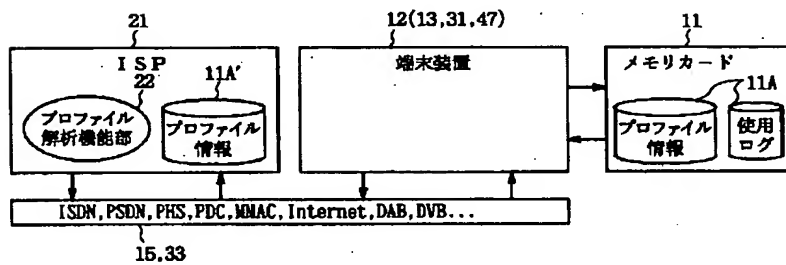 21
12(13,31,47)
11
ISP
22
11A'
プロファイル
解析機能部
プロファイル
情報
端末装置
メモリカード
11A
プロファイル
情報
使用
ログ
ISDN,PSDN,PHS,PDC,MMAC,Internet,DAB,DVB...
15,33